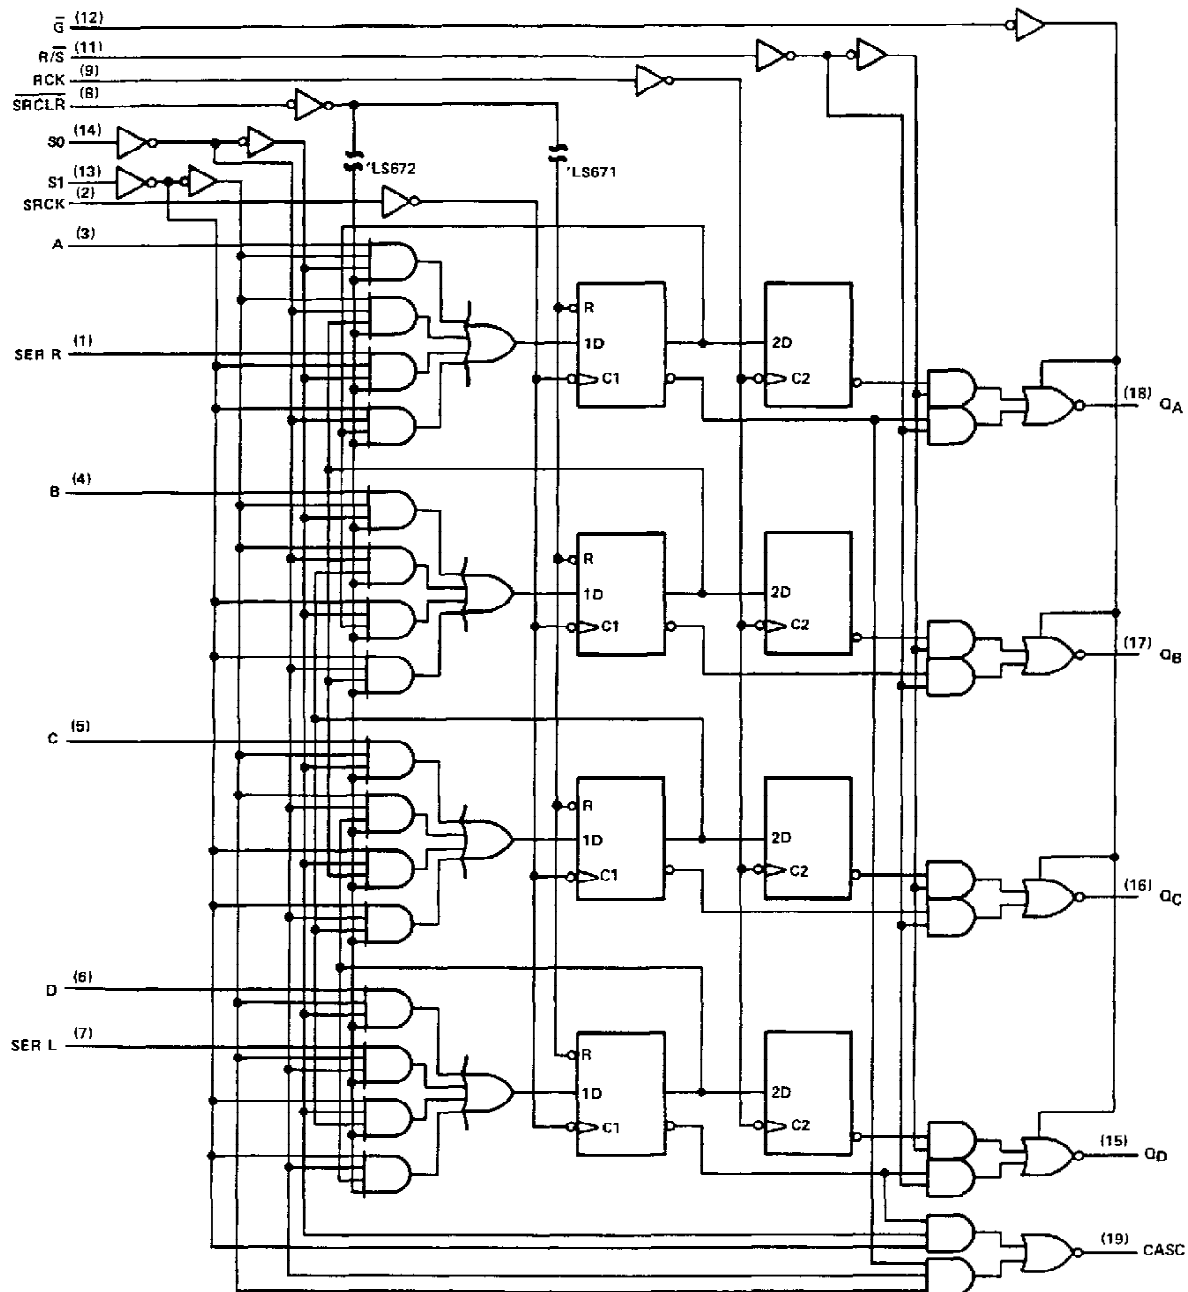 G̅ (12)
R/S̅ (11)
RCK (9)
S̅R̅C̅L̅R̅ (8)
S0 (14)
'LS672
'LS671
S1 (13)
SRCK (2)
A (3)
R
1D
2D
SER R (1)
C1
C2
(18) QA
B (4)
R
1D
2D
C1
C2
(17) QB
C (5)
R
1D
2D
C1
C2
(16) QC
D (6)
SER L (7)
R
1D
2D
C1
C2
(15) QD
(19) CASC